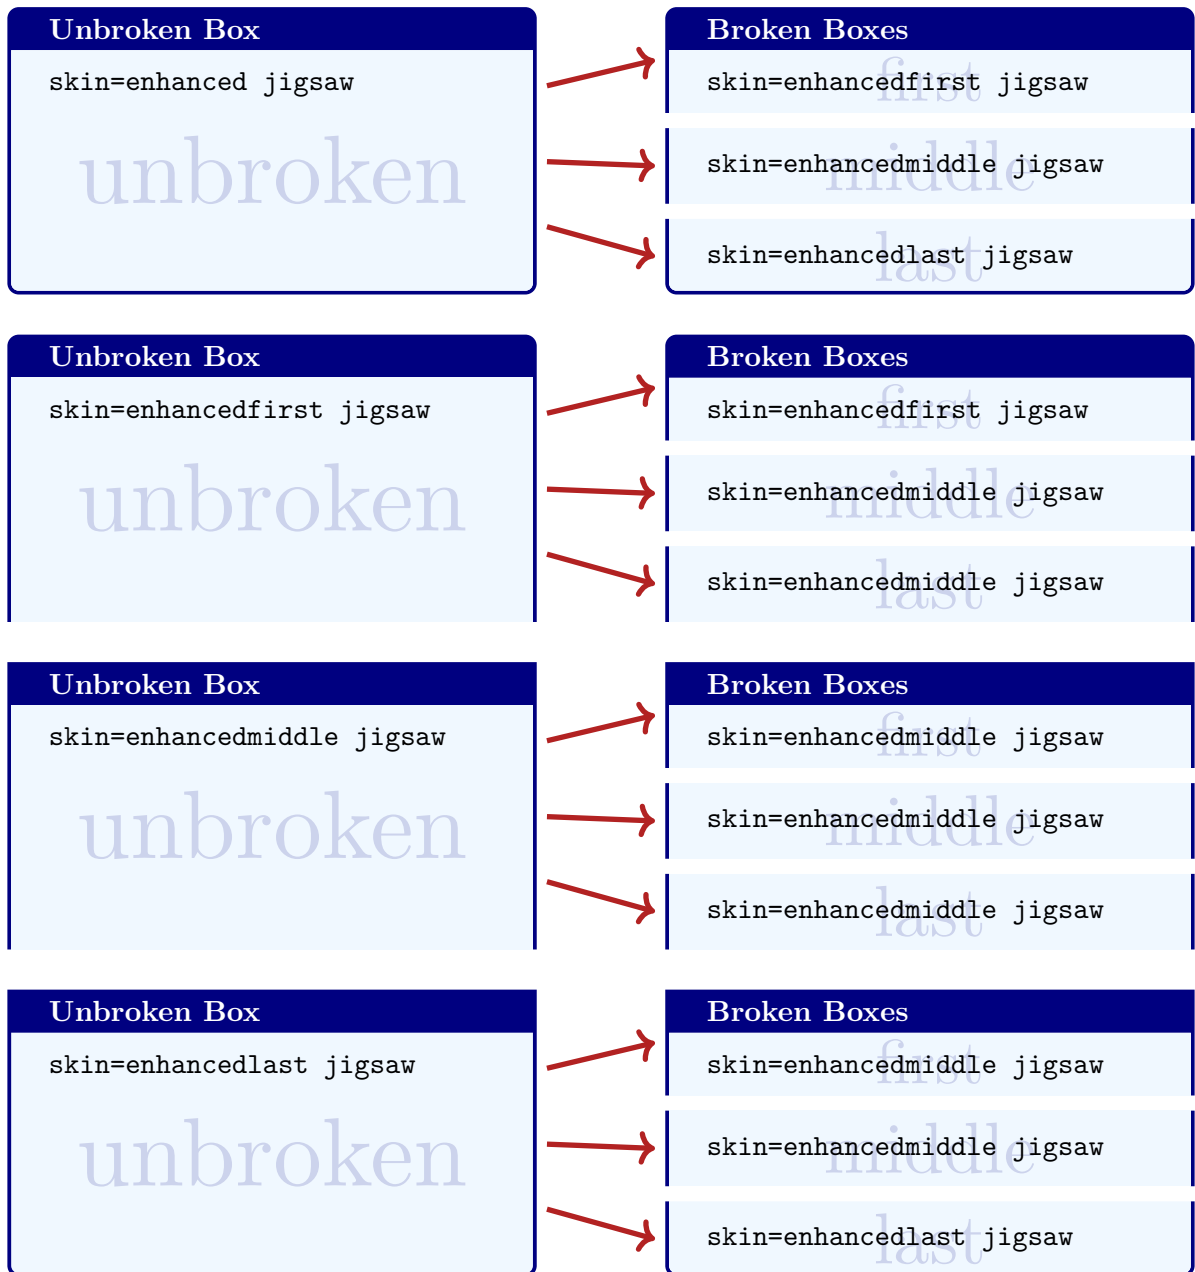 Unbroken Box
skin=enhanced jigsaw
unbroken
Broken Boxes
first
skin=enhancedfirst jigsaw
middle
skin=enhancedmiddle jigsaw
last
skin=enhancedlast jigsaw
Unbroken Box
skin=enhancedfirst jigsaw
unbroken
Broken Boxes
first
skin=enhancedfirst jigsaw
middle
skin=enhancedmiddle jigsaw
last
skin=enhancedmiddle jigsaw
Unbroken Box
skin=enhancedmiddle jigsaw
unbroken
Broken Boxes
first
skin=enhancedmiddle jigsaw
middle
skin=enhancedmiddle jigsaw
last
skin=enhancedmiddle jigsaw
Unbroken Box
skin=enhancedlast jigsaw
unbroken
Broken Boxes
first
skin=enhancedmiddle jigsaw
middle
skin=enhancedmiddle jigsaw
last
skin=enhancedlast jigsaw